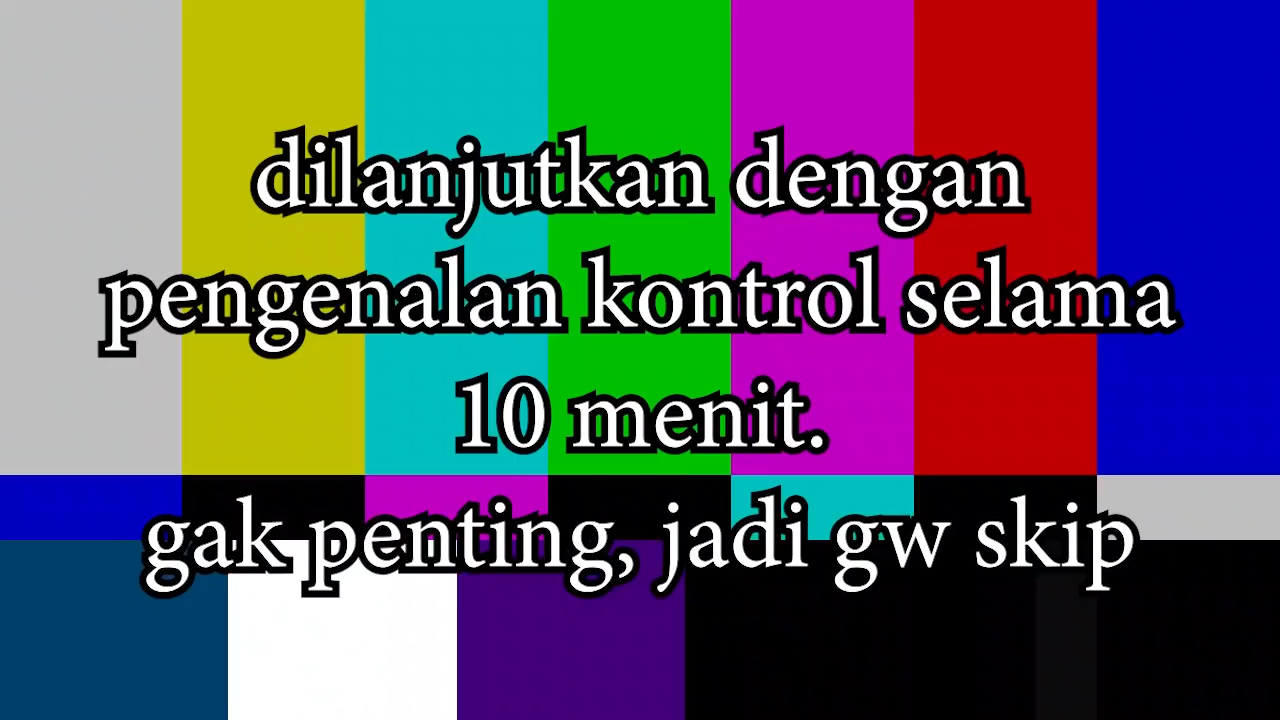 dilanjutkan dengan
pengenalan kontrol selama
10 menit.
gak penting, jadi gw skip